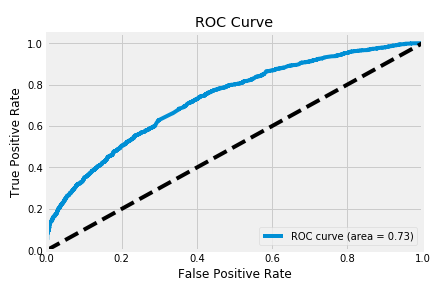 ROC Curve
True Positive Rate
1.0
0.8
0.6
0.4
0.2
0.0
ROC curve (area = 0.73)
0.0 0.2 0.4 0.6 0.8 1.0
False Positive Rate